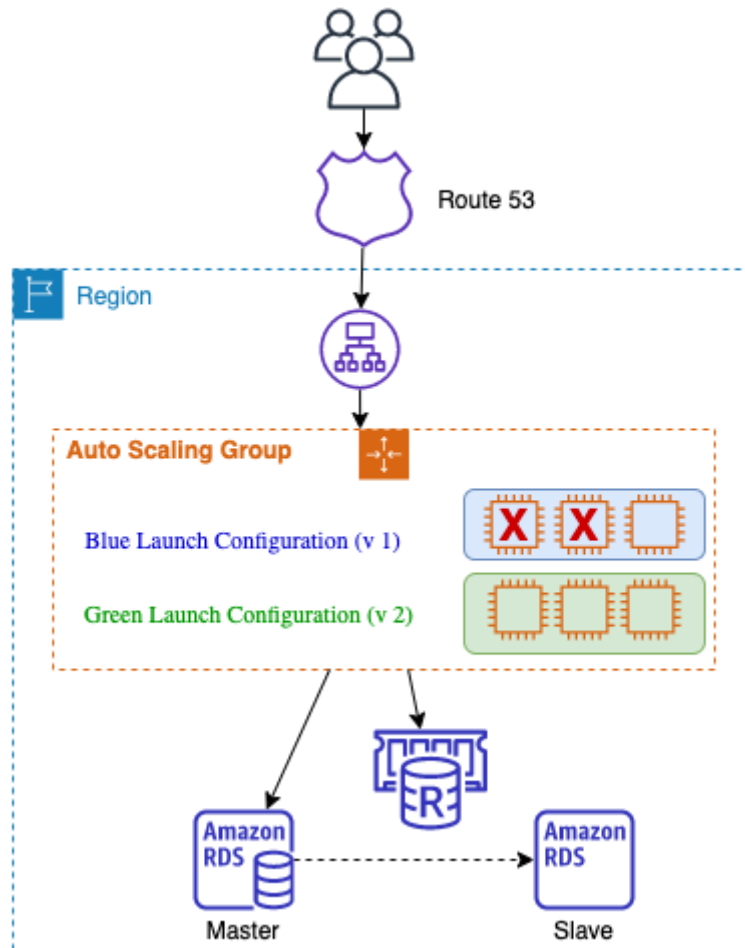 Route 53
Region
Auto Scaling Group
Blue Launch Configuration (v 1)
X X
Green Launch Configuration (v 2)
R
Amazon
RDS
Amazon
RDS
Master
Slave